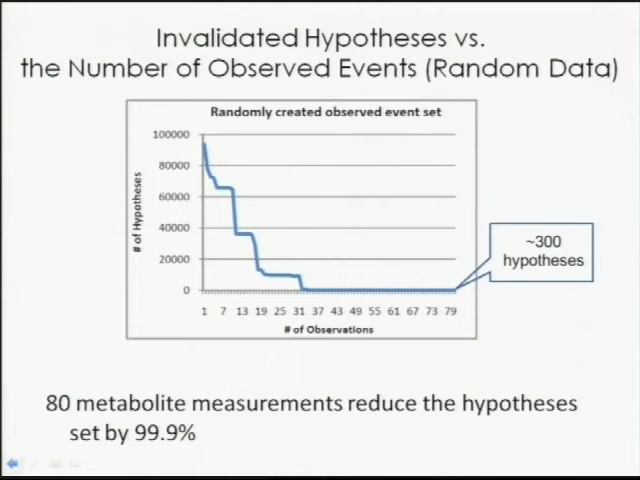 Invalidated Hypotheses vs.
the Number of Observed Events (Random Data)
Randomly created observed event set
# of Hypotheses
100000
80000
60000
40000
20000
0
1 7 13 19 25 31 37 43 49 55 61 67 73 79
# of Observations
~300
hypotheses
80 metabolite measurements reduce the hypotheses
set by 99.9%